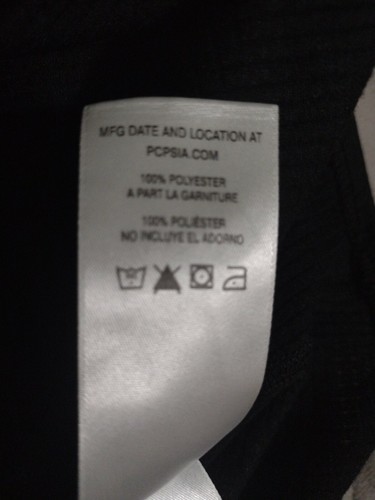 MFG DATE AND LOCATION AT
PCPSIA.COM
100% POLYESTER
A PART LA GARNITURE
100% POLIÉSTER
NO INCLUYE EL ADORNO